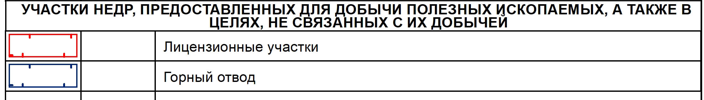 УЧАСТКИ НЕДР, ПРЕДОСТАВЛЕННЫХ ДЛЯ ДОБЫЧИ ПОЛЕЗНЫХ ИСКОПАЕМЫХ, А ТАКЖЕ В
ЦЕЛЯХ, НЕ СВЯЗАННЫХ С ИХ ДОБЫЧЕЙ
Лицензионные участки
Горный отвод